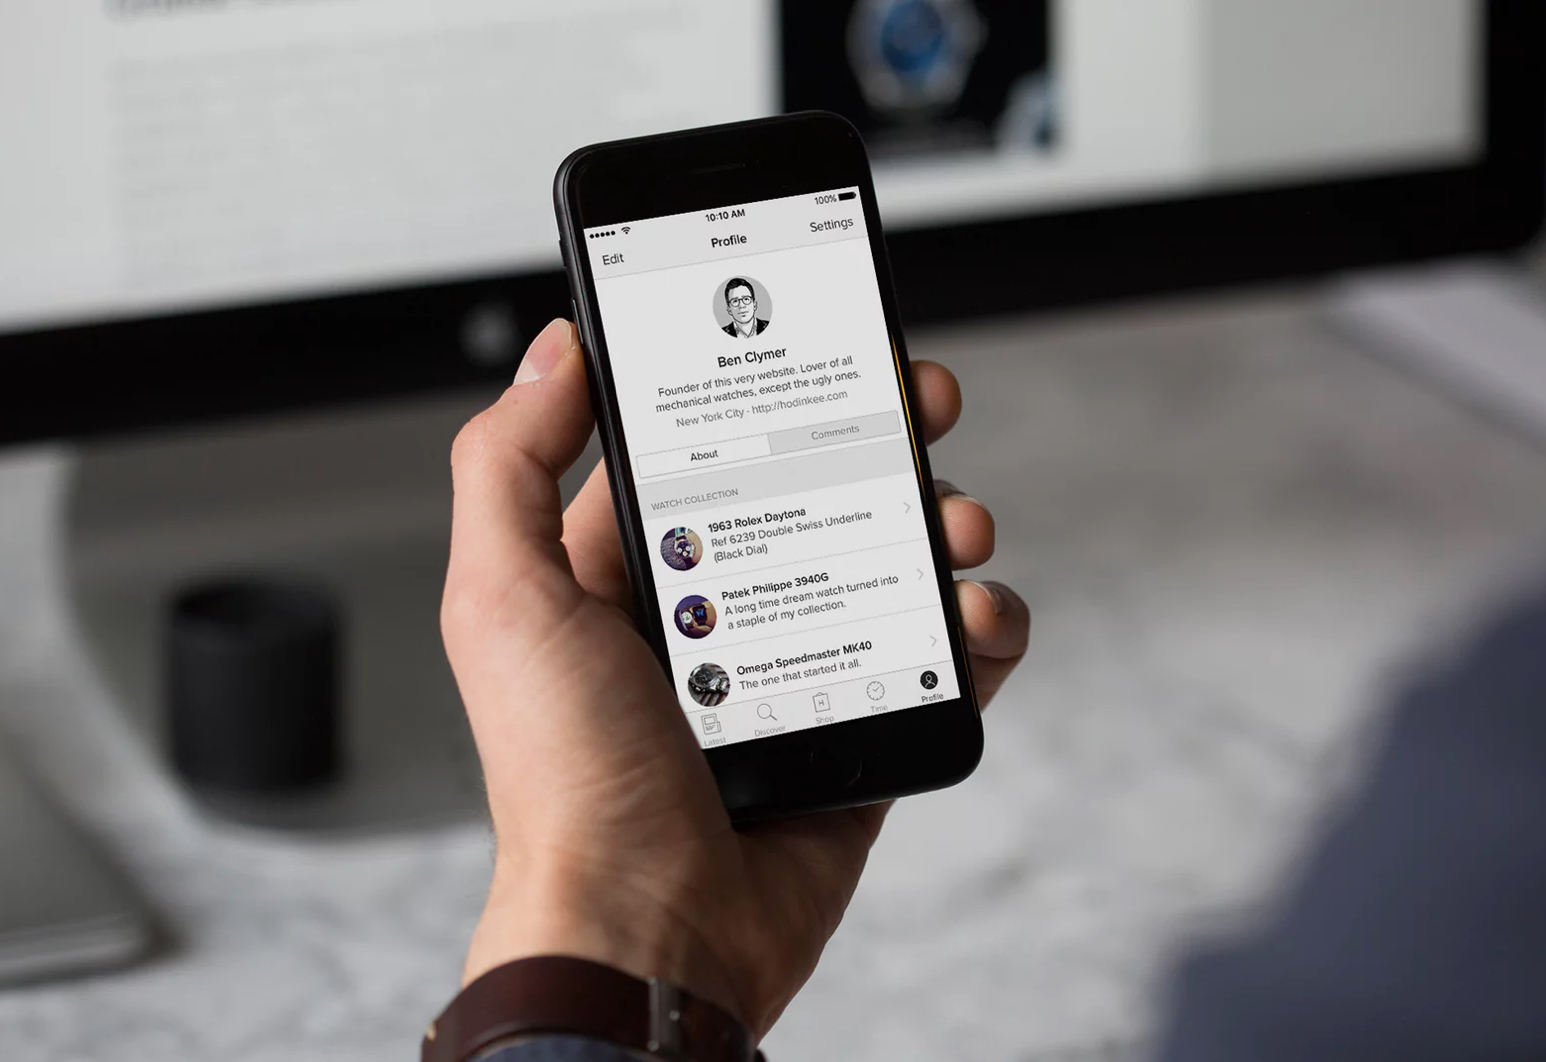 10:10 AM
100%
Edit
Profile
Settings
Ben Clymer
Founder of this very website. Lover of all
mechanical watches, except the ugly ones.
New York City · http://hodinkee.com
About
Comments
WATCH COLLECTION
1963 Rolex Daytona
Ref 6239 Double Swiss Underline
(Black Dial)
Patek Philippe 3940G
A long time dream watch turned into
a staple of my collection.
Omega Speedmaster MK40
The one that started it all.
Latest
Discover
H
Shop
Time
Profile